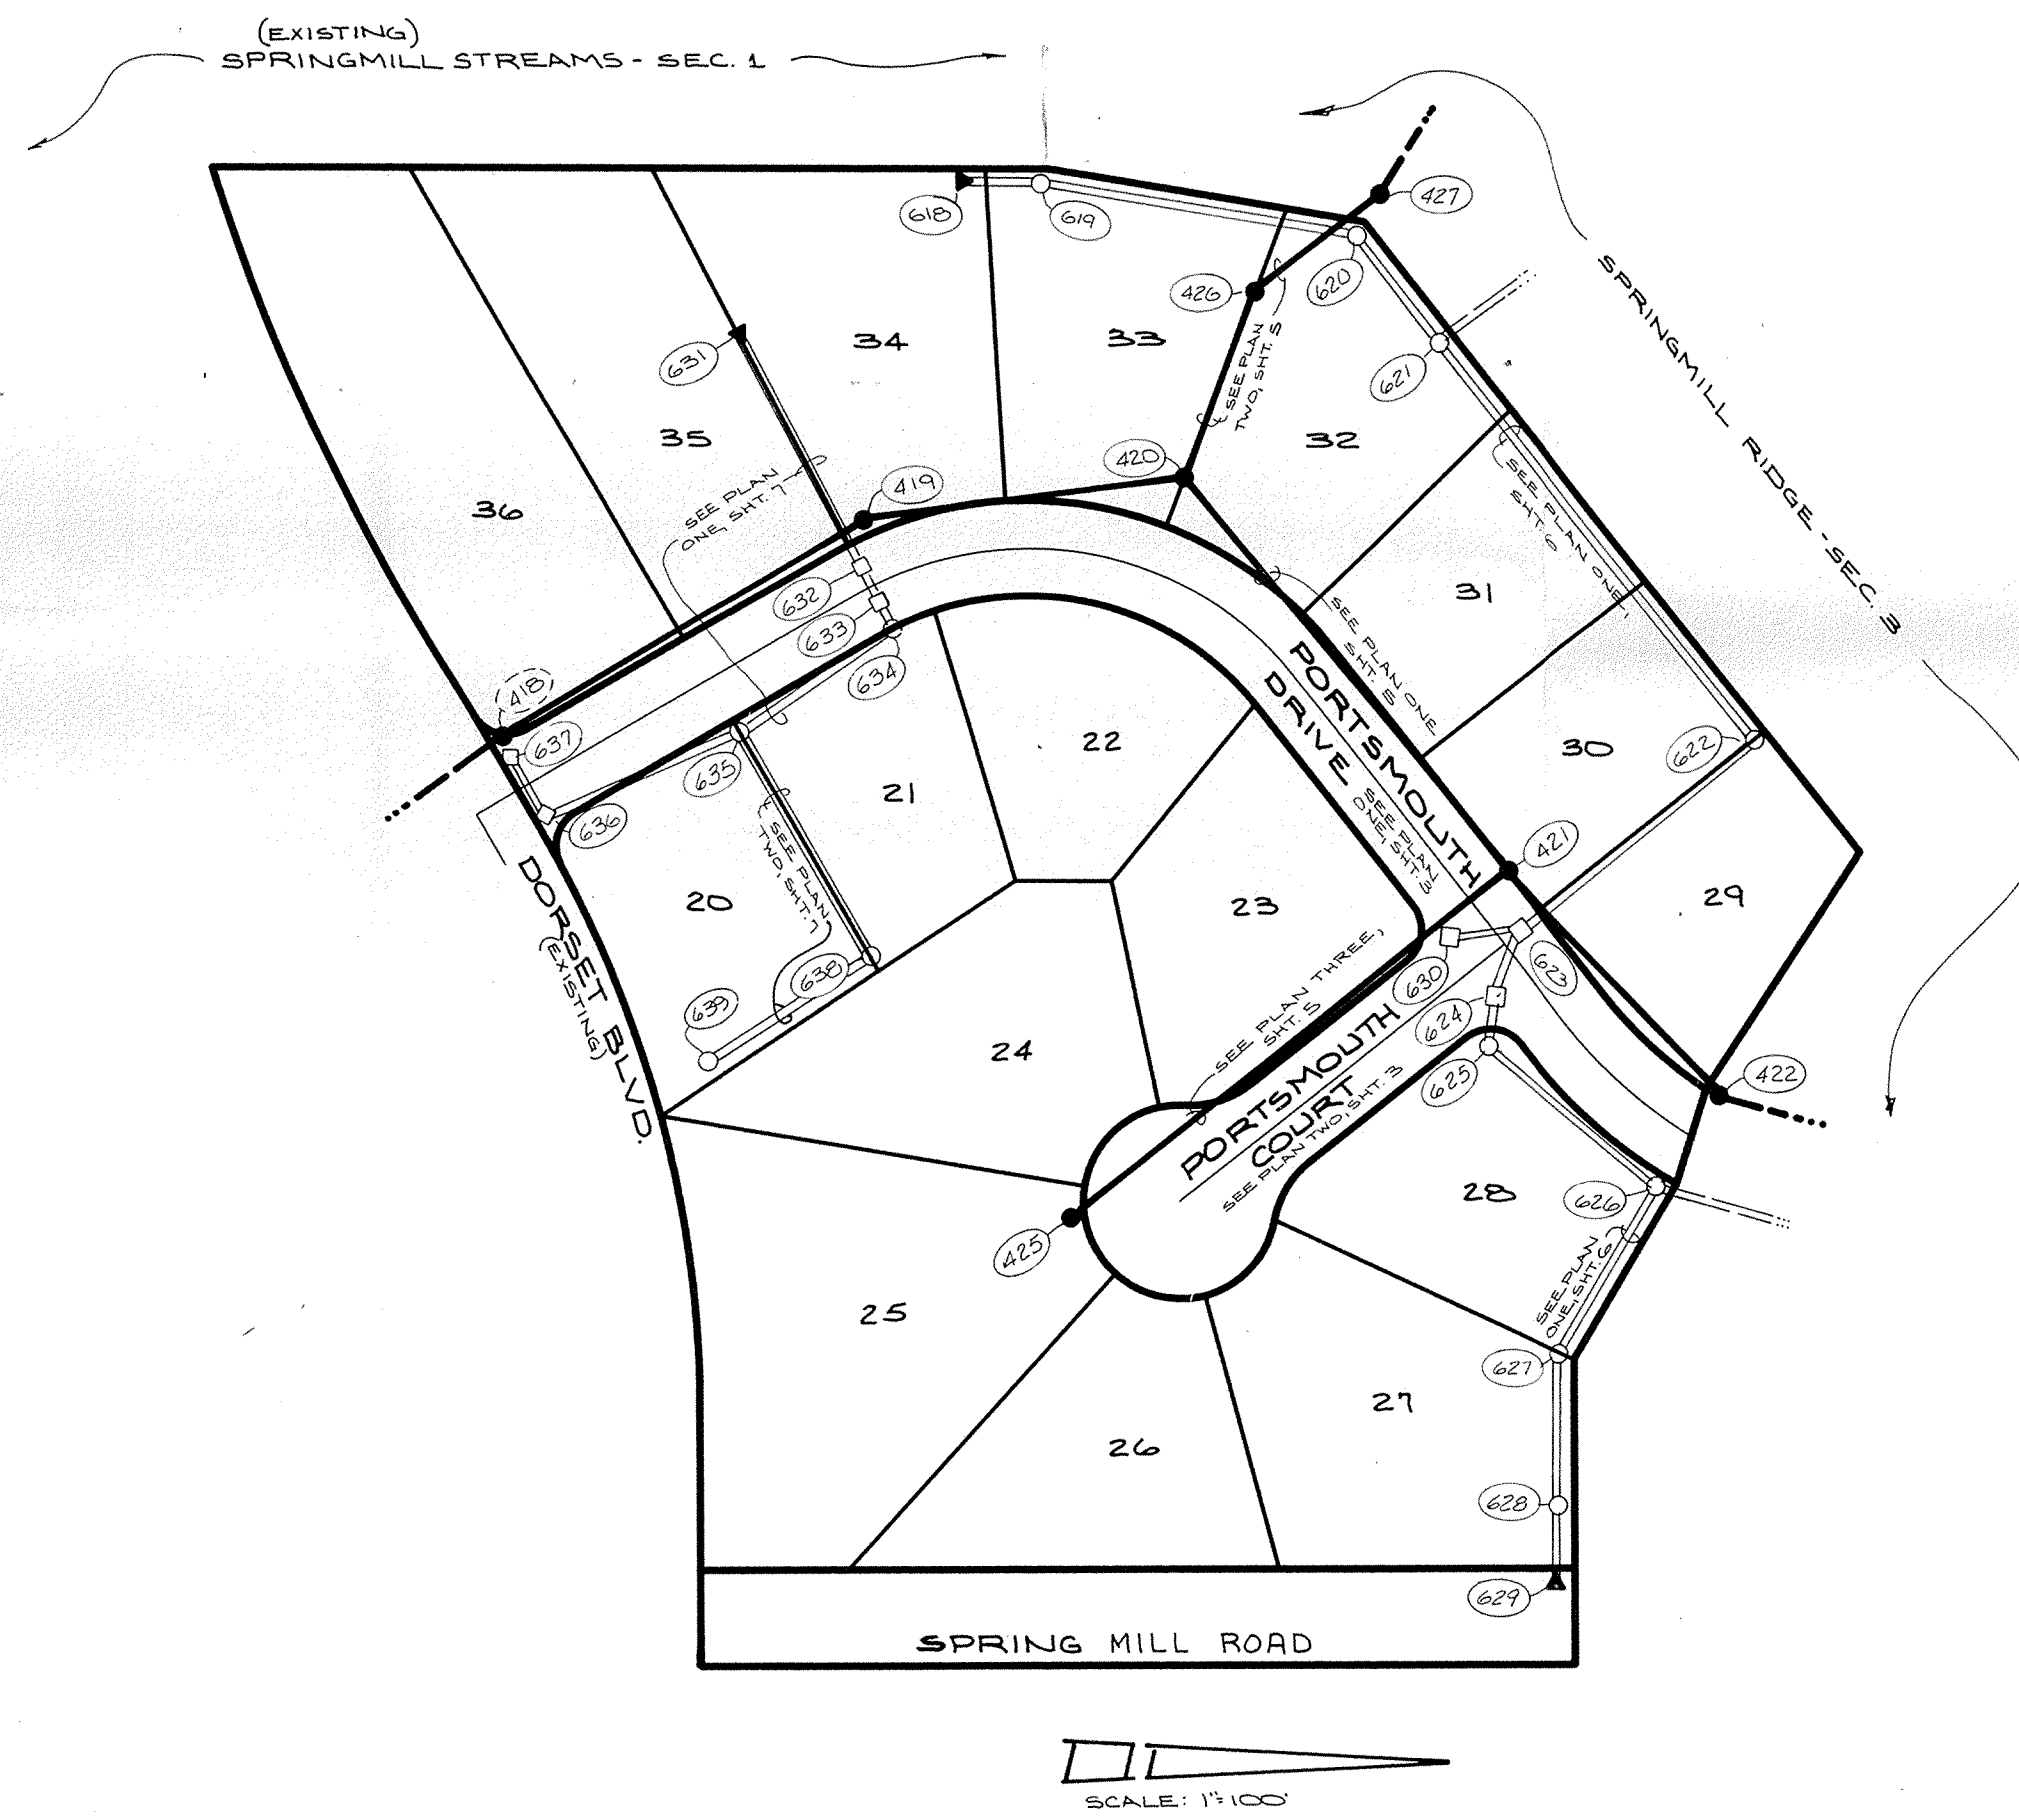 (EXISTING)
SPRINGMILL STREAMS - SEC. 1
427
618
619
620
426
SPRINGMILL RIDGE - SEC. 3
33
34
631
621
SEE PLAN
TWO, SHT. 5
35
32
420
419
SEE PLAN
ONE, SHT. 7
SEE PLAN ONE,
SHT. 6
36
31
632
633
634
SEE PLAN ONE
SHT. 5
PORTSMOUTH
DRIVE
SEE PLAN
ONE, SHT. 3
418
637
635
636
22
30
622
21
421
SEE PLAN
TWO, SHT. 7
20
23
29
DORSET BLVD.
(EXISTING)
638
639
630
623
624
SEE PLAN THREE,
SHT. 5
24
PORTSMOUTH
COURT
SEE PLAN TWO, SHT. 3
625
422
28
626
425
SEE PLAN
ONE, SHT. 6
25
627
27
26
628
629
SPRING MILL ROAD
SCALE: 1"=100'